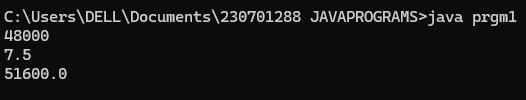 C:\Users\DELL\Documents\230701288 JAVAPROGRAMS>java prgm1
48000
7.5
51600.0